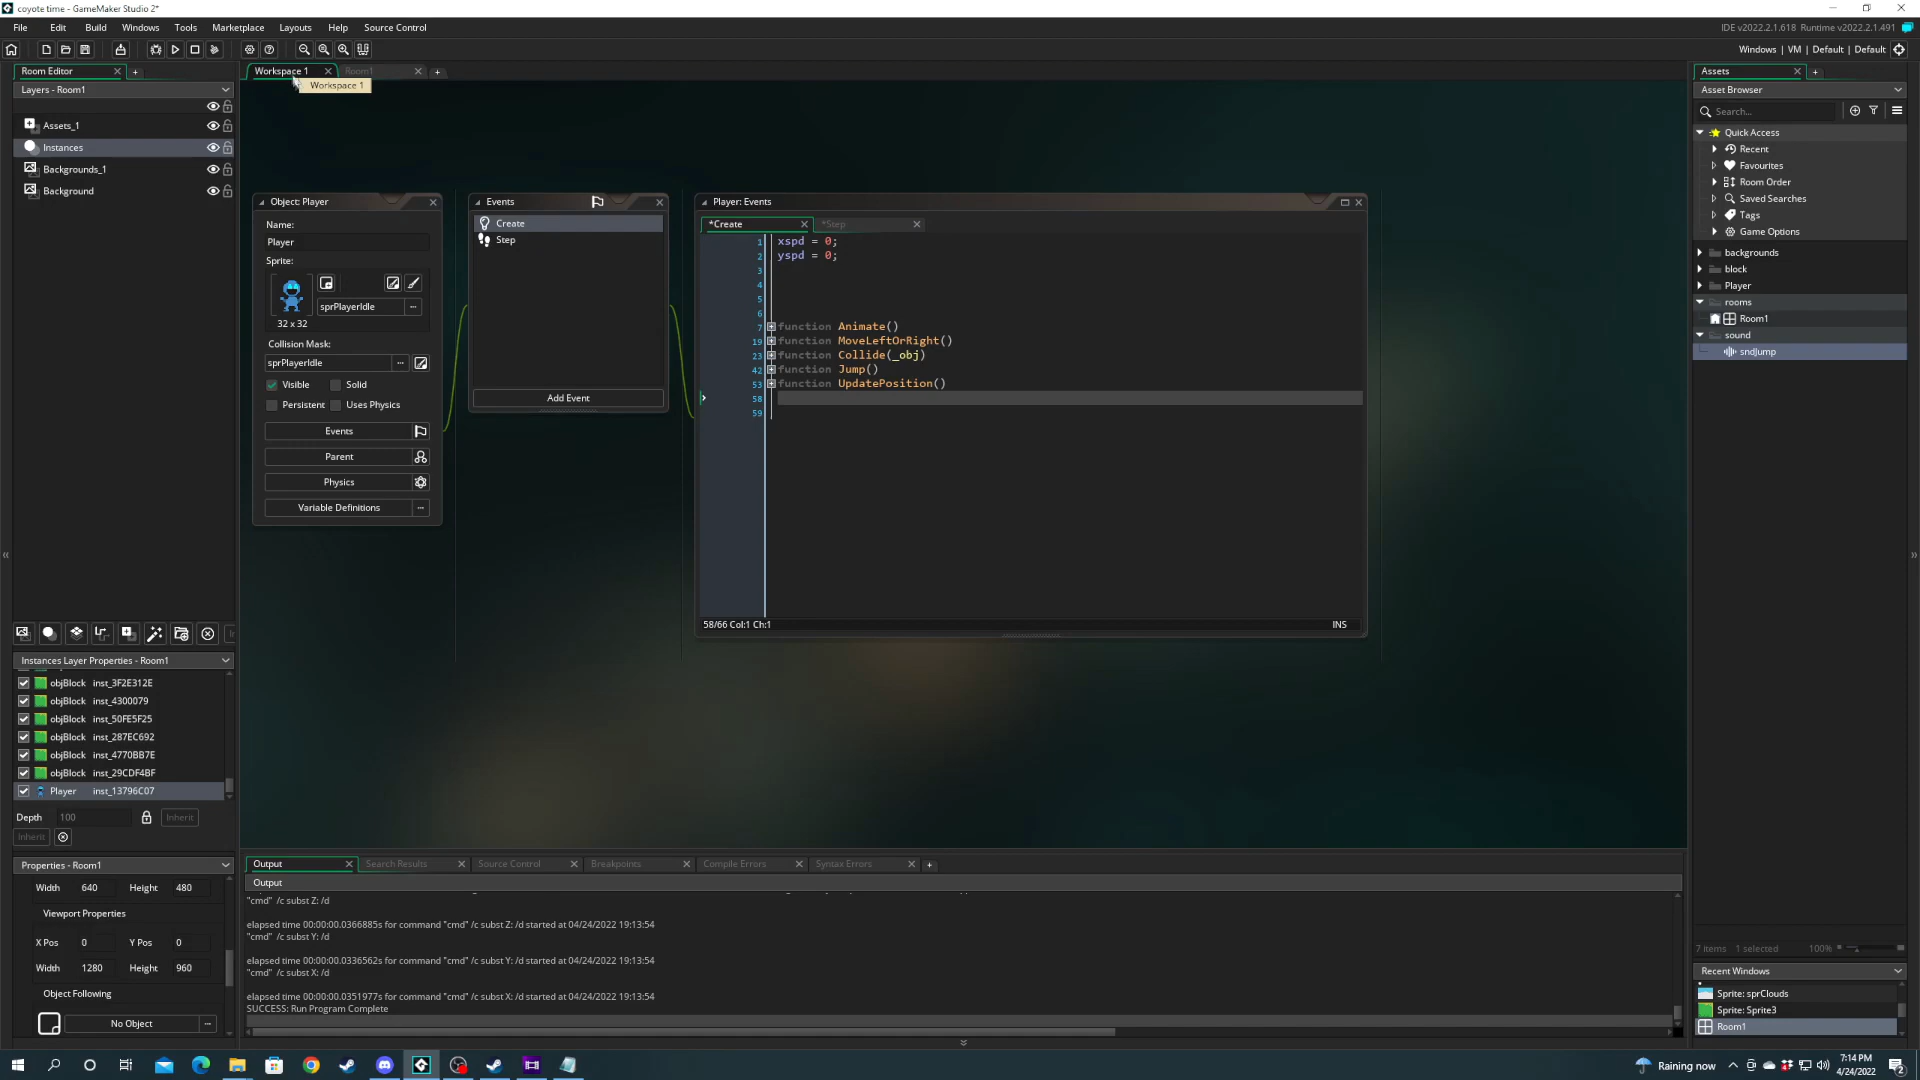 coyote time - GameMaker Studio 2*
File Edit Build Windows Tools Marketplace Layouts Help Source Control
IDE v2022.2.1.618 Runtime v2022.2.1.491
Windows | VM | Default | Default
Room Editor
Workspace 1 Room1
Assets
Layers - Room1
Workspace 1
Asset Browser
Search...
Assets_1
Instances
Backgrounds_1
Background
Quick Access
Recent
Favourites
Room Order
Saved Searches
Tags
Game Options
backgrounds
block
Player
rooms
Room1
sound
sndJump
Object: Player
Name:
Player
Sprite:
sprPlayerIdle
32 x 32
Collision Mask:
sprPlayerIdle
Visible Solid
Persistent Uses Physics
Events
Parent
Physics
Variable Definitions
Events
Create
Step
Add Event
Player: Events
*Create *Step
1 xspd = 0;
2 yspd = 0;
3
4
5
6
7 function Animate()
19 function MoveLeftOrRight()
23 function Collide(_obj)
42 function Jump()
53 function UpdatePosition()
58
59
58/66 Col:1 Ch:1 INS
Instances Layer Properties - Room1
objBlock inst_3F2E312E
objBlock inst_4300079
objBlock inst_50FE5F25
objBlock inst_287EC692
objBlock inst_4770BB7E
objBlock inst_29CDF4BF
Player inst_13796C07
Depth 100 Inherit
Inherit
Properties - Room1
Width 640 Height 480
Viewport Properties
X Pos 0 Y Pos 0
Width 1280 Height 960
Object Following
No Object
Output Search Results Source Control Breakpoints Compile Errors Syntax Errors
Output
"cmd" /c subst Z: /d
elapsed time 00:00:00.0366885s for command "cmd" /c subst Z: /d started at 04/24/2022 19:13:54
"cmd" /c subst Y: /d
elapsed time 00:00:00.0336562s for command "cmd" /c subst Y: /d started at 04/24/2022 19:13:54
"cmd" /c subst X: /d
elapsed time 00:00:00.0351977s for command "cmd" /c subst X: /d started at 04/24/2022 19:13:54
SUCCESS: Run Program Complete
7 items 1 selected 100%
Recent Windows
Sprite: sprClouds
Sprite: Sprite3
Room1
Raining now
7:14 PM
4/24/2022
2